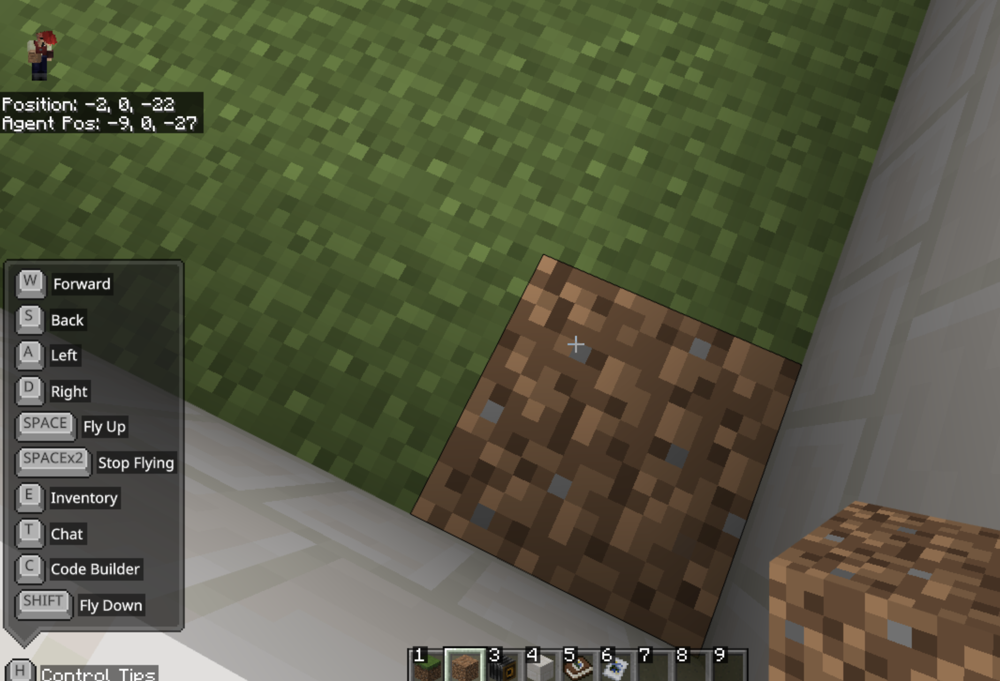 Position: -2, 0, -22
Agent Pos: -9, 0, -27
W Forward
S Back
A Left
D Right
SPACE Fly Up
SPACEx2 Stop Flying
E Inventory
T Chat
C Code Builder
SHIFT Fly Down
H Control Tips
1 3 4 5 6 7 8 9